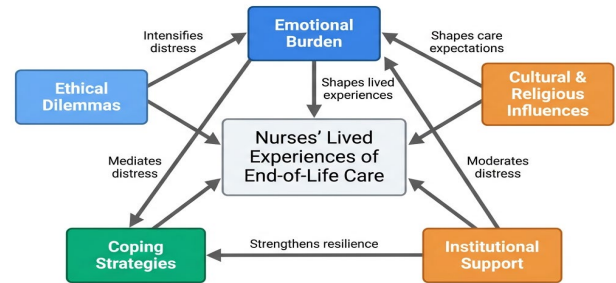 Emotional
Burden
Intensifies
distress
Shapes care
expectations
Ethical
Dilemmas
Shapes lived
experiences
Cultural &
Religious
Influences
Nurses' Lived
Experiences of
End-of-Life Care
Mediates
distress
Moderates
distress
Coping
Strategies
Strengthens resilience
Institutional
Support